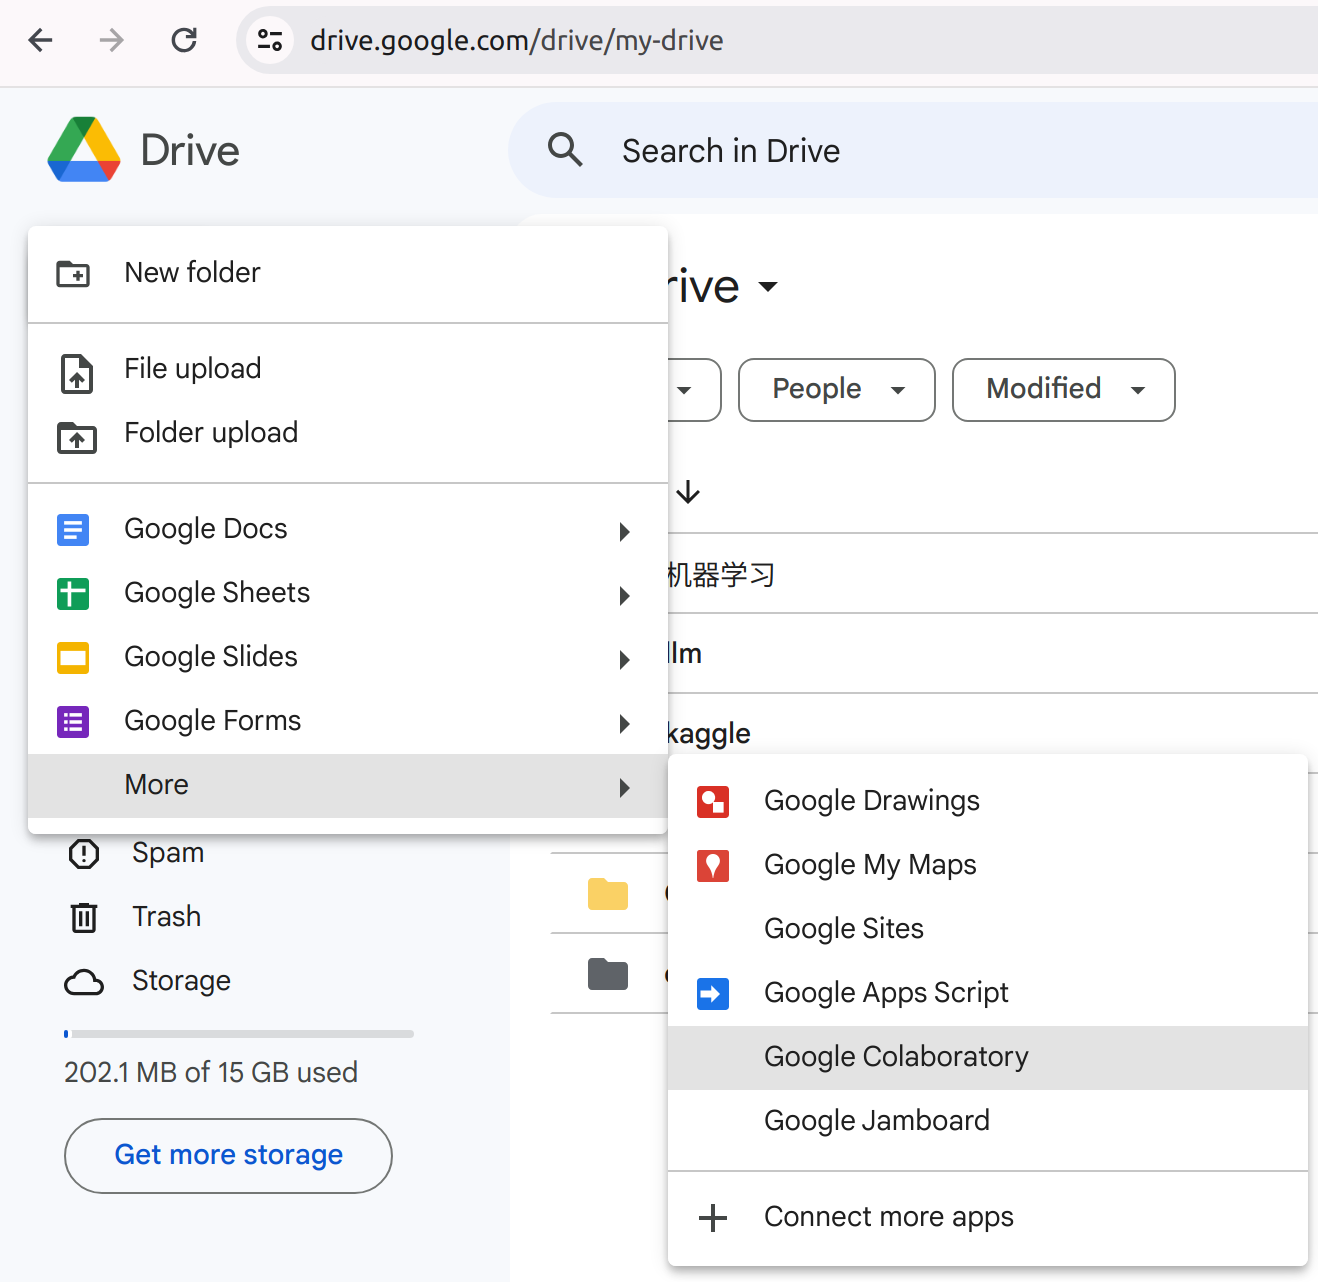 drive.google.com/drive/my-drive
Drive
Search in Drive
New folder
File upload
Folder upload
Google Docs
Google Sheets
Google Slides
Google Forms
More
Spam
Trash
Storage
202.1 MB of 15 GB used
Get more storage
rive
People
Modified
机器学习
llm
kaggle
Google Drawings
Google My Maps
Google Sites
Google Apps Script
Google Colaboratory
Google Jamboard
Connect more apps